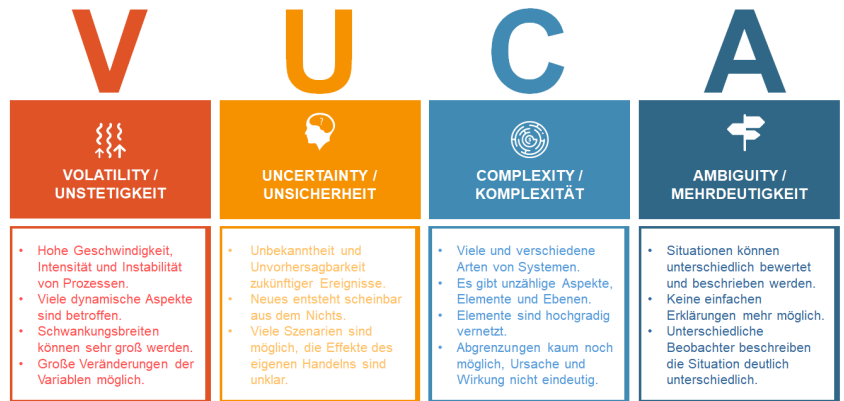 V
U
C
A
VOLATILITY /
UNSTETIGKEIT
UNCERTAINTY /
UNSICHERHEIT
COMPLEXITY /
KOMPLEXITÄT
AMBIGUITY /
MEHRDEUTIGKEIT
• Hohe Geschwindigkeit,
Intensität und Instabilität
von Prozessen.
• Viele dynamische Aspekte
sind betroffen.
• Schwankungsbreiten
können sehr groß werden.
• Große Veränderungen der
Variablen möglich.
• Unbekanntheit und
Unvorhersagbarkeit
zukünftiger Ereignisse.
• Neues entsteht scheinbar
aus dem Nichts.
• Viele Szenarien sind
möglich, die Effekte des
eigenen Handelns sind
unklar.
• Viele und verschiedene
Arten von Systemen.
• Es gibt unzählige Aspekte,
Elemente und Ebenen.
• Elemente sind hochgradig
vernetzt.
• Abgrenzungen kaum noch
möglich, Ursache und
Wirkung nicht eindeutig.
• Situationen können
unterschiedlich bewertet
und beschrieben werden.
• Keine einfachen
Erklärungen mehr möglich.
• Unterschiedliche
Beobachter beschreiben
die Situation deutlich
unterschiedlich.